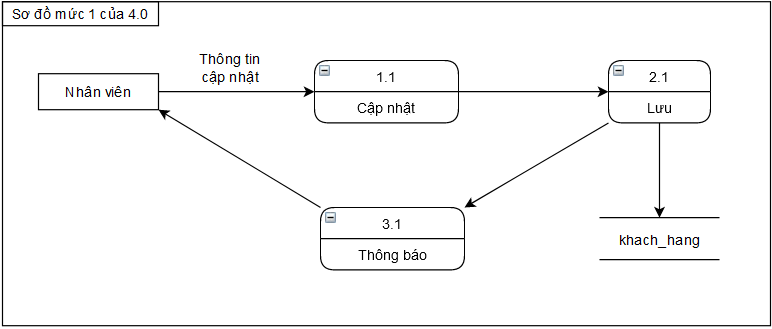 Sơ đồ mức 1 của 4.0
Thông tin
cập nhật
Nhân viên
1.1
Cập nhật
2.1
Lưu
3.1
Thông báo
khach_hang